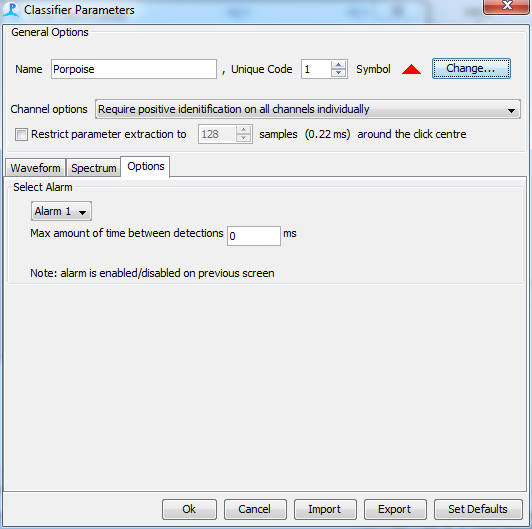 Classifier Parameters
General Options
Name Porpoise , Unique Code 1 Symbol Change...
Channel options Require positive idenitification on all channels individually
Restrict parameter extraction to 128 samples (0.22 ms) around the click centre
Waveform Spectrum Options
Select Alarm
Alarm 1
Max amount of time between detections 0 ms
Note: alarm is enabled/disabled on previous screen
Ok Cancel Import Export Set Defaults